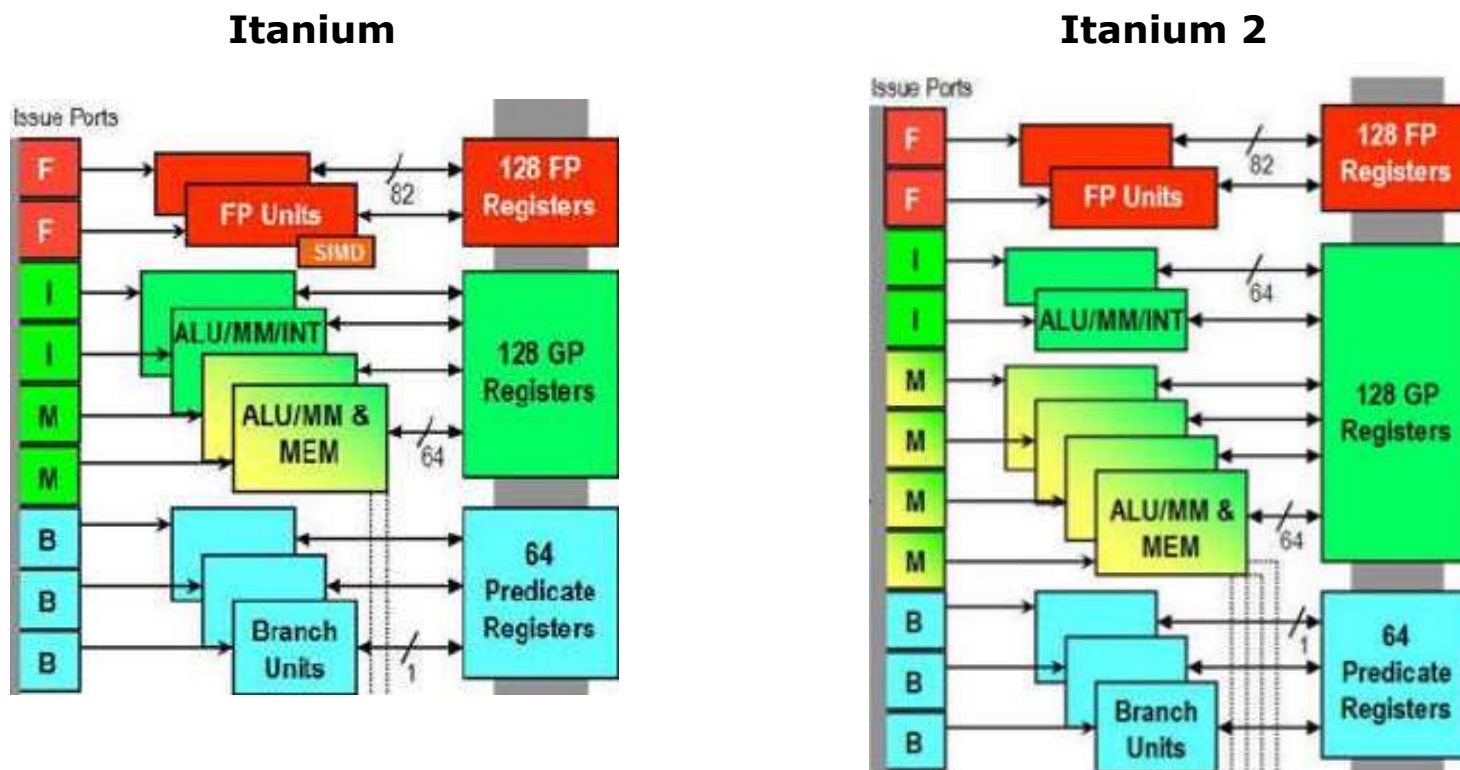 Itanium
Issue Ports
F
F
I
I
M
M
B
B
B
FP Units
SIMD
ALU/MM/INT
ALU/MM &
MEM
Branch
Units
82
64
1
128 FP
Registers
128 GP
Registers
64
Predicate
Registers
Itanium 2
Issue Ports
F
F
I
I
M
M
M
M
B
B
B
FP Units
ALU/MM/INT
ALU/MM &
MEM
Branch
Units
82
64
64
1
128 FP
Registers
128 GP
Registers
64
Predicate
Registers